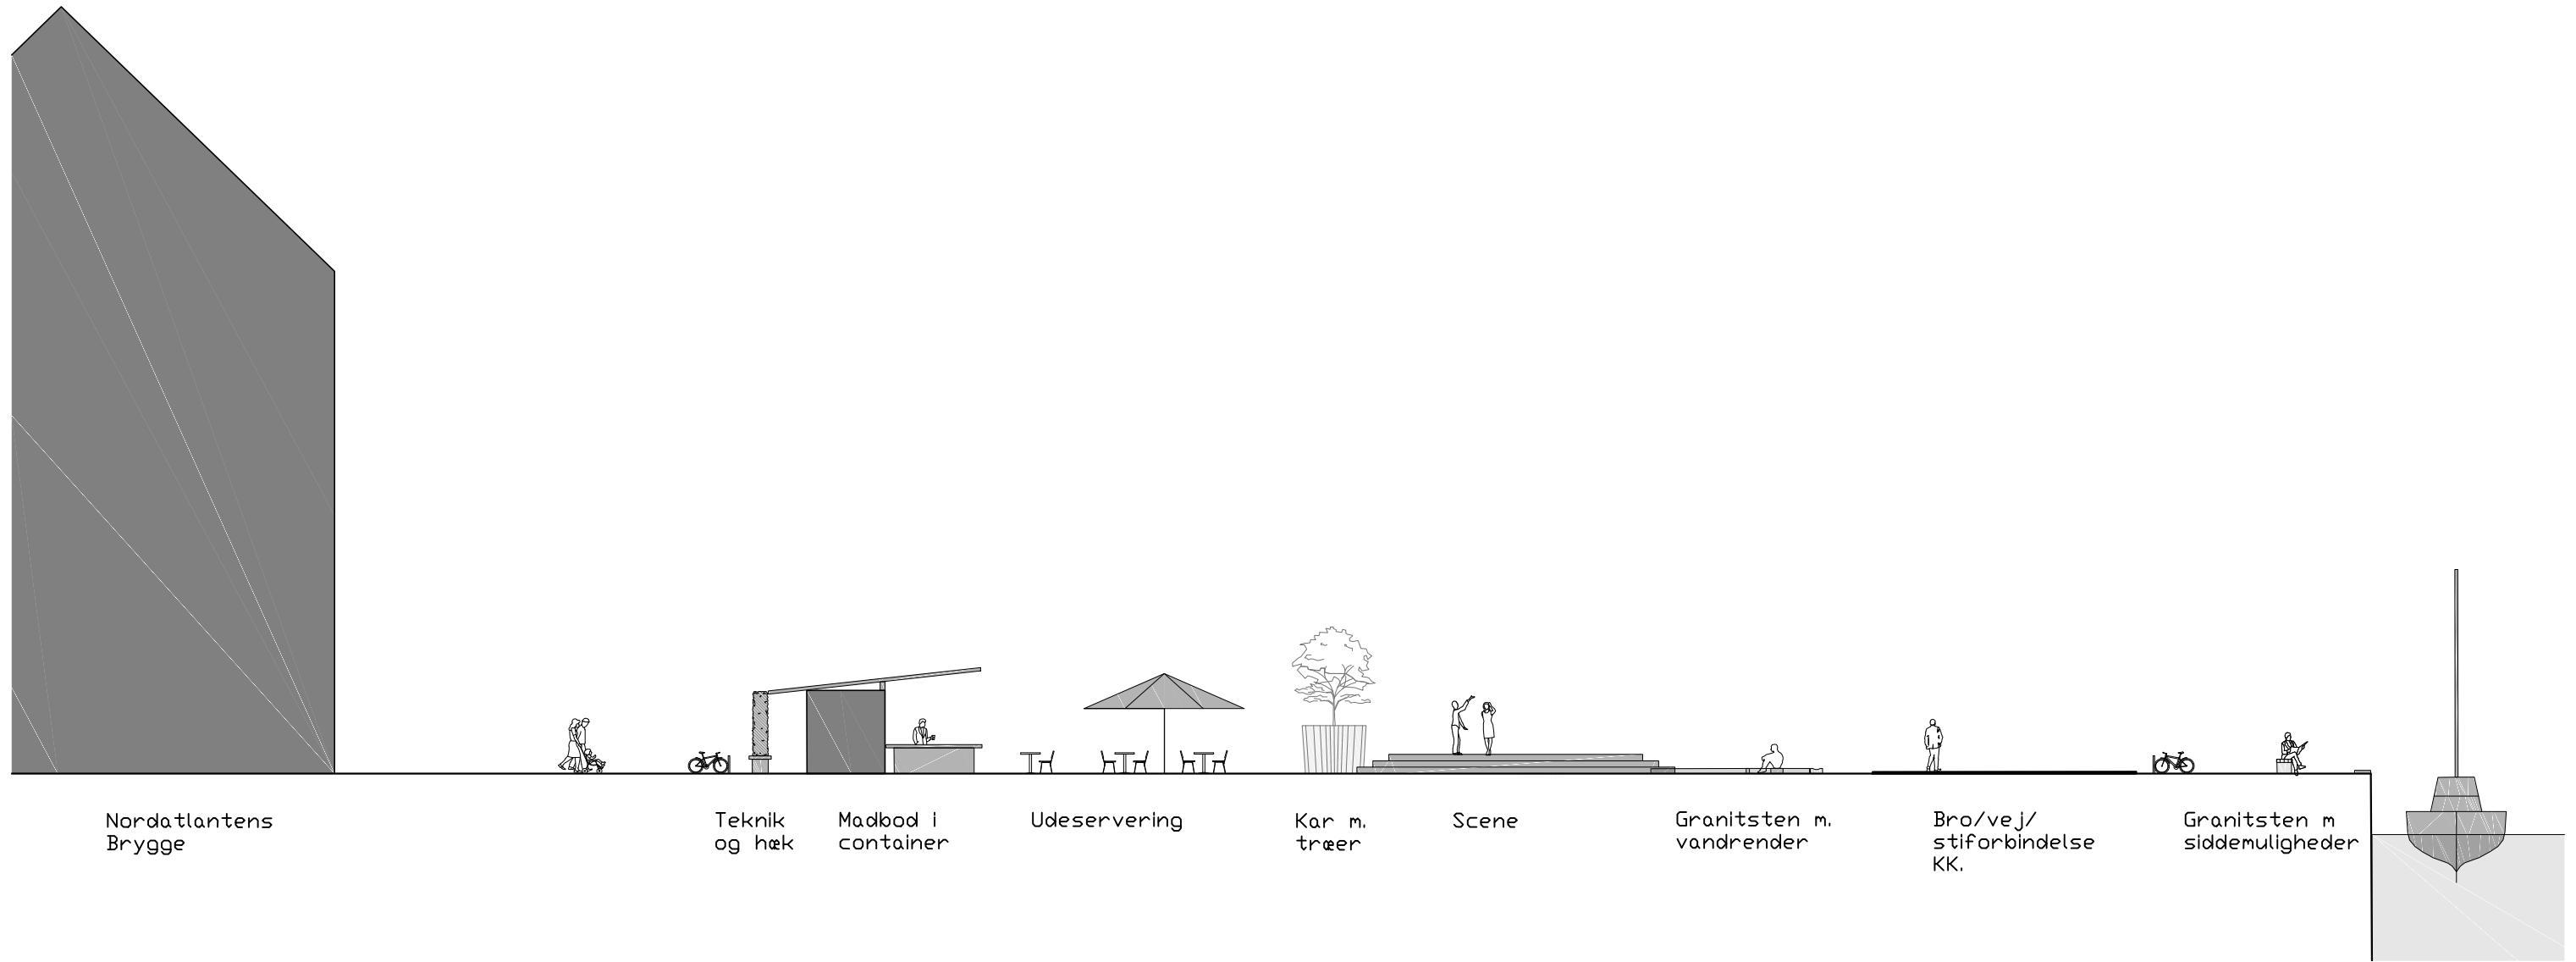 Nordatlantens
Brygge
Teknik
og hæk
Madbod i
container
Udeservering
Kar m.
træer
Scene
Granitsten m.
vandrender
Bro/vej/
stiforbindelse
KK.
Granitsten m
siddemuligheder